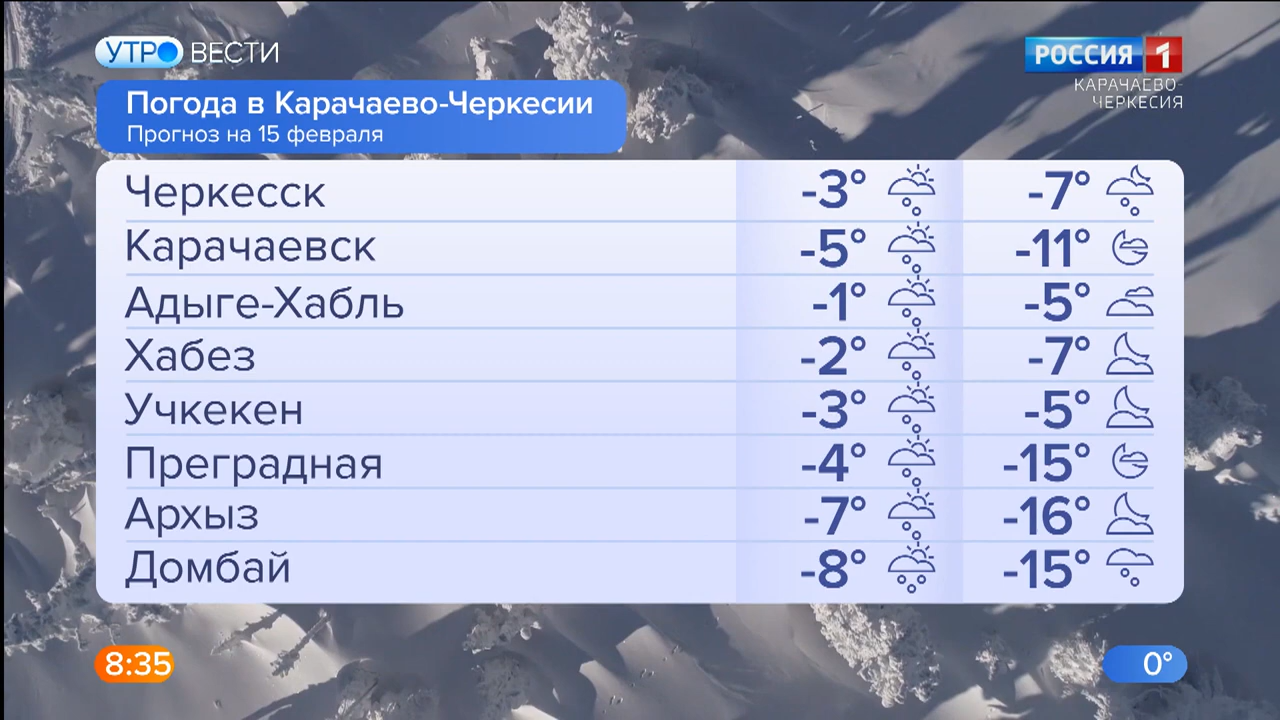 УТРО ВЕСТИ
РОССИЯ 1
КАРАЧАЕВО-
ЧЕРКЕСИЯ
Погода в Карачаево-Черкесии
Прогноз на 15 февраля
Черкесск -3° -7°
Карачаевск -5° -11°
Адыге-Хабль -1° -5°
Хабез -2° -7°
Учкекен -3° -5°
Преградная -4° -15°
Архыз -7° -16°
Домбай -8° -15°
8:35 0°